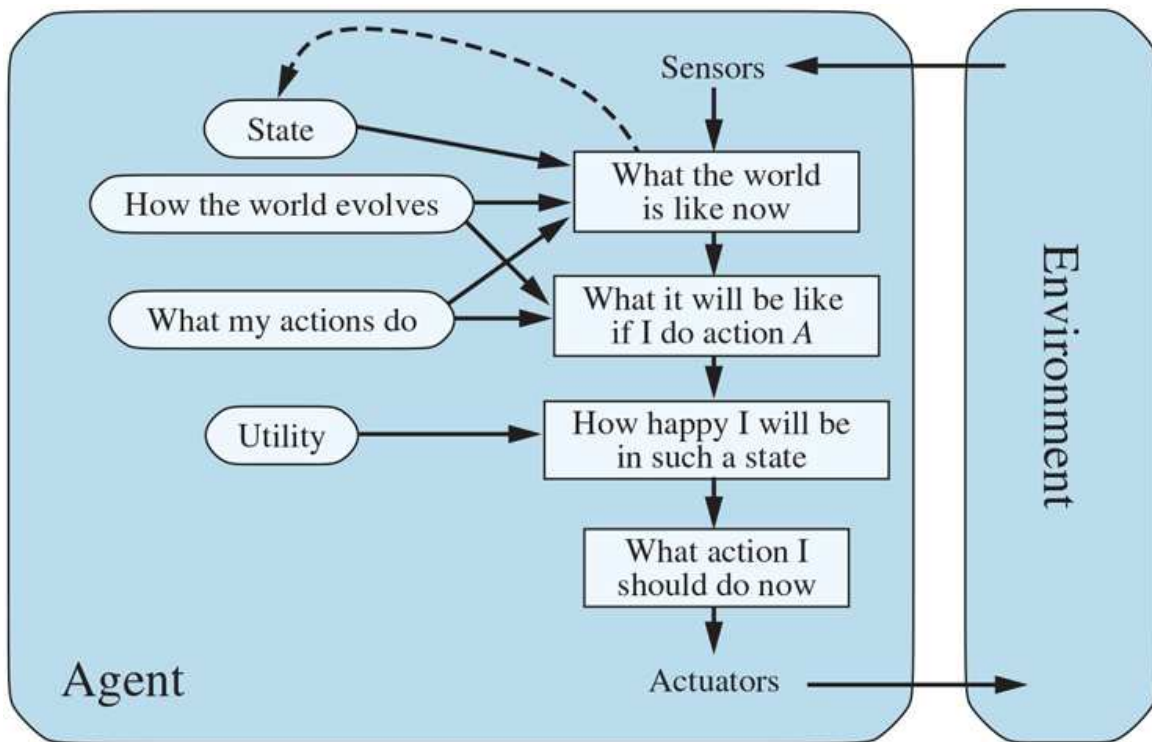 Sensors
State
What the world
is like now
How the world evolves
What it will be like
if I do action A
What my actions do
How happy I will be
in such a state
Utility
What action I
should do now
Actuators
Agent
Environment